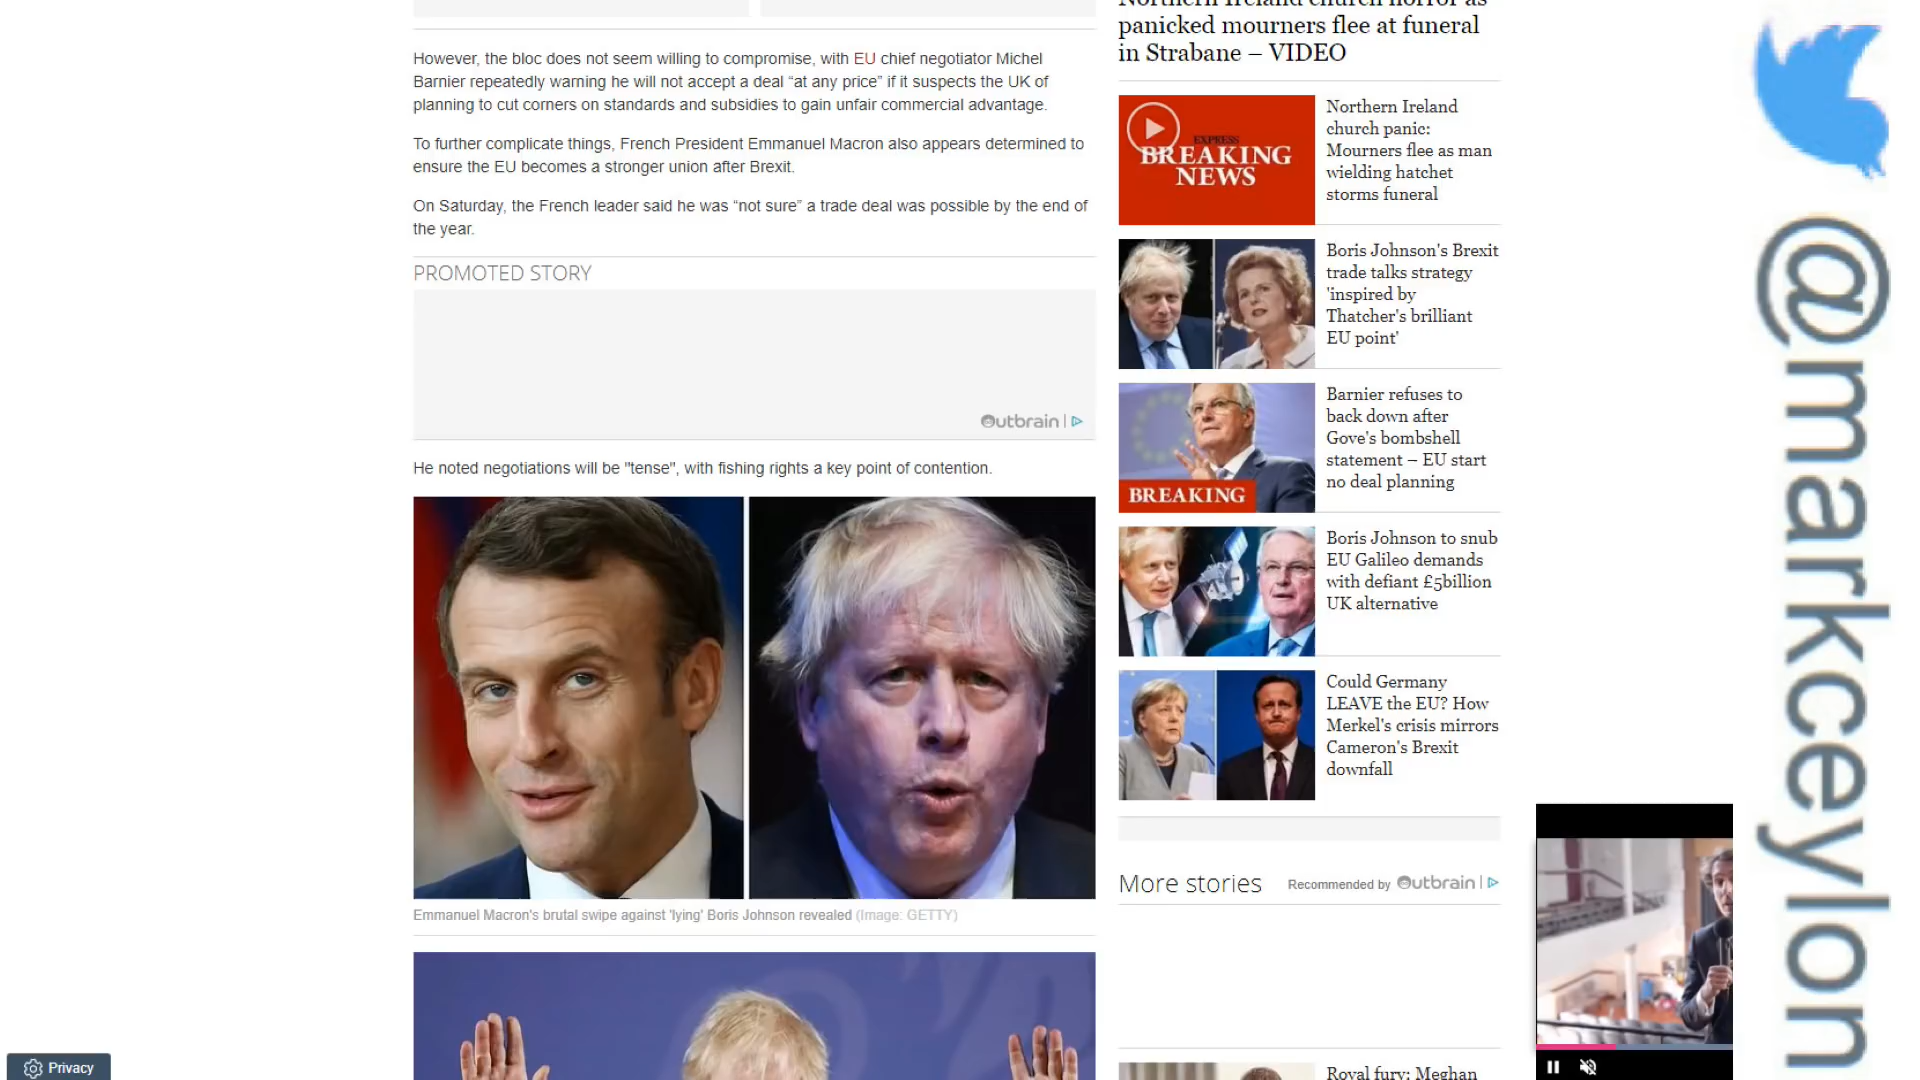 However, the bloc does not seem willing to compromise, with EU chief negotiator Michel
Barnier repeatedly warning he will not accept a deal “at any price” if it suspects the UK of
planning to cut corners on standards and subsidies to gain unfair commercial advantage.
To further complicate things, French President Emmanuel Macron also appears determined to
ensure the EU becomes a stronger union after Brexit.
On Saturday, the French leader said he was “not sure” a trade deal was possible by the end of
the year.
PROMOTED STORY
Outbrain
He noted negotiations will be "tense", with fishing rights a key point of contention.
Emmanuel Macron's brutal swipe against 'lying' Boris Johnson revealed (Image: GETTY)
Northern Ireland church horror as
panicked mourners flee at funeral
in Strabane – VIDEO
EXPRESS
BREAKING
NEWS
Northern Ireland
church panic:
Mourners flee as man
wielding hatchet
storms funeral
Boris Johnson's Brexit
trade talks strategy
'inspired by
Thatcher's brilliant
EU point'
BREAKING
Barnier refuses to
back down after
Gove's bombshell
statement – EU start
no deal planning
Boris Johnson to snub
EU Galileo demands
with defiant £5billion
UK alternative
Could Germany
LEAVE the EU? How
Merkel's crisis mirrors
Cameron's Brexit
downfall
More stories
Recommended by Outbrain
Royal fury: Meghan
Privacy
@markceylon